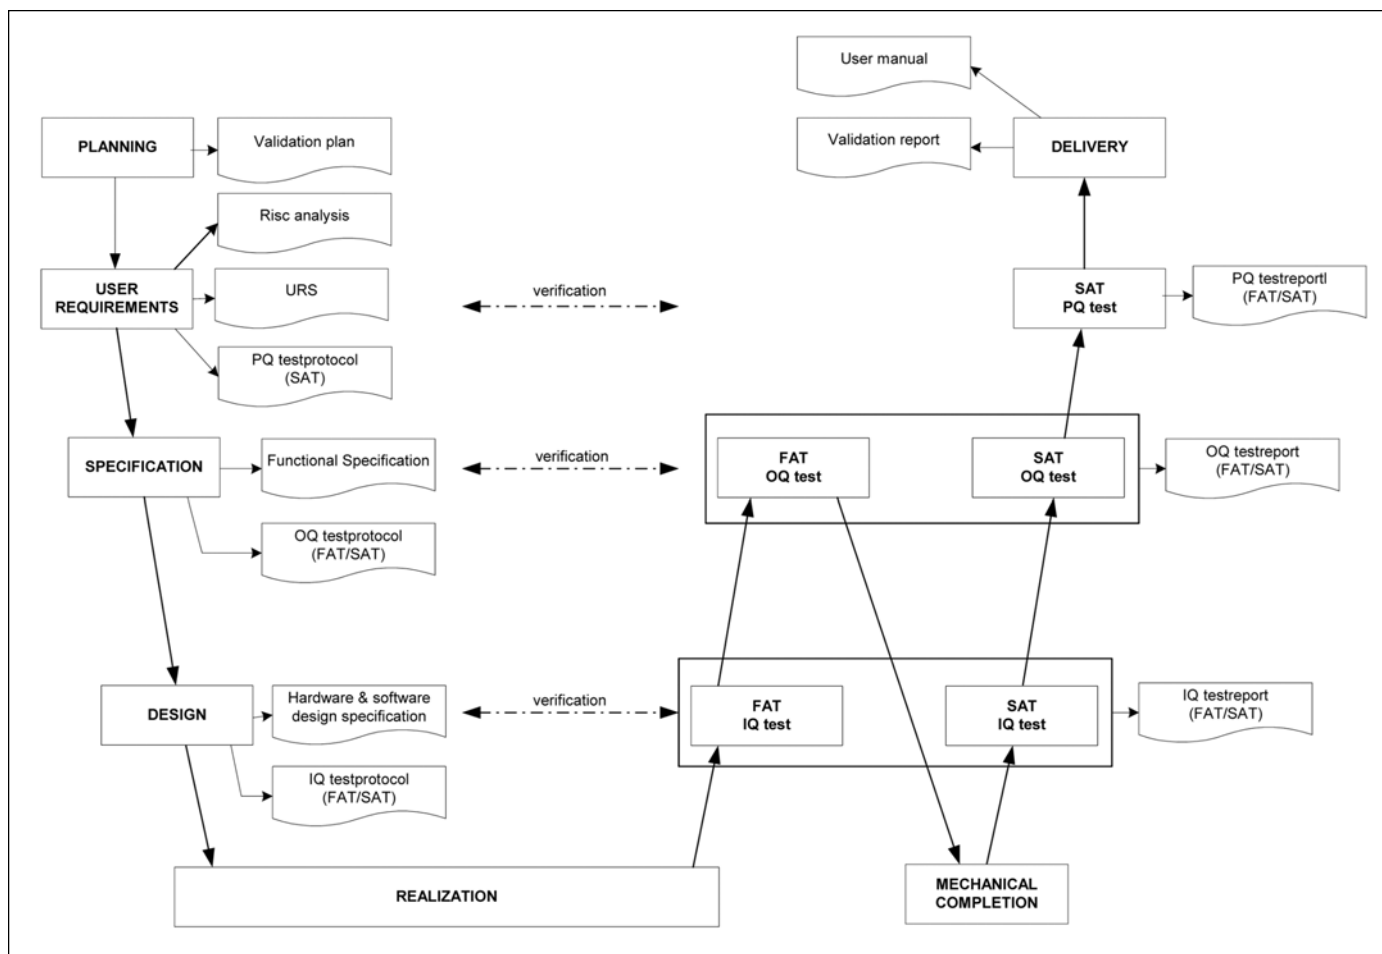 User manual
PLANNING
Validation plan
Validation report
DELIVERY
Risc analysis
USER
REQUIREMENTS
URS
verification
SAT
PQ test
PQ testreportl
(FAT/SAT)
PQ testprotocol
(SAT)
SPECIFICATION
Functional Specification
verification
FAT
OQ test
SAT
OQ test
OQ testreport
(FAT/SAT)
OQ testprotocol
(FAT/SAT)
DESIGN
Hardware & software
design specification
verification
FAT
IQ test
SAT
IQ test
IQ testreport
(FAT/SAT)
IQ testprotocol
(FAT/SAT)
REALIZATION
MECHANICAL
COMPLETION